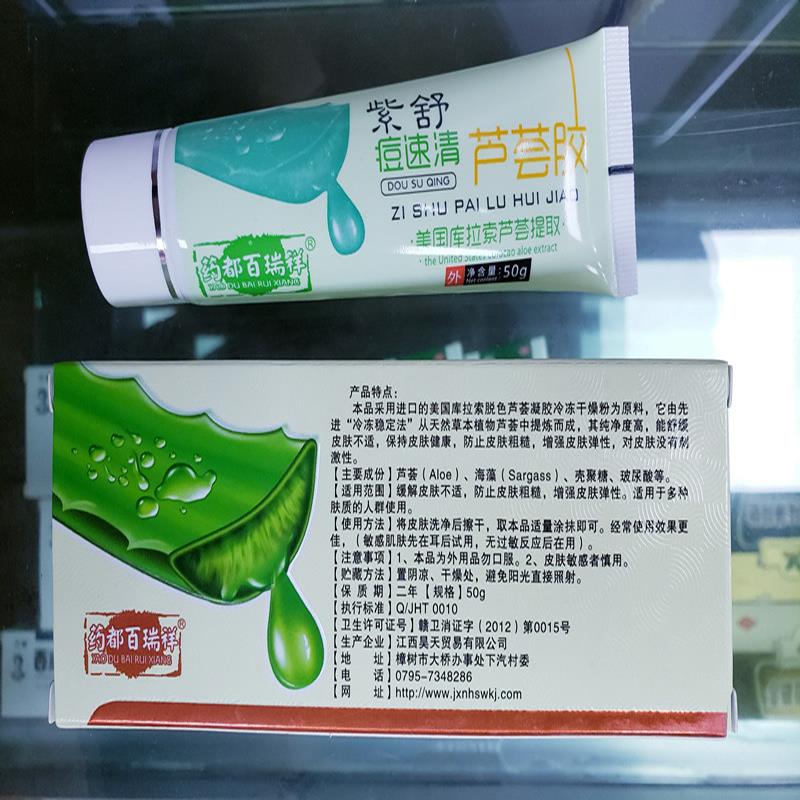 紫舒
痘速清
DOU SU QING
芦荟胶
ZI SHU PAI LU HUI JIAO
·美国库拉索芦荟提取·
· the United States curacao aloe extract
外 净含量:50g
Net content
药都百瑞祥®
YAO DU BAI RUI XIANG
产品特点:
本品采用进口的美国库拉索脱色芦荟凝胶冷冻干燥粉为原料，它由先
进“冷冻稳定法”从天然草本植物芦荟中提炼而成，其纯净度高，能舒缓
皮肤不适，保持皮肤健康，防止皮肤粗糙，增强皮肤弹性，对皮肤没有刺
激性。
【主要成份】芦荟（Aloe）、海藻（Sargass）、壳聚糖、玻尿酸等。
【适用范围】缓解皮肤不适，防止皮肤粗糙，增强皮肤弹性。适用于多种
肤质的人群使用。
【使用方法】将皮肤洗净后擦干，取本品适量涂抹即可。经常使用效果更
佳，（敏感肌肤先在耳后试用，无过敏反应后在用）。
【注意事项】1、本品为外用品勿口服。2、皮肤敏感者慎用。
【贮藏方法】置阴凉、干燥处，避免阳光直接照射。
【保 质 期】二年【规格】50g
【执行标准】Q/JHT 0010
【卫生许可证号】赣卫消证字（2012）第0015号
【生产企业】江西昊天贸易有限公司
【地 址】樟树市大桥办事处下汽村委
【电 话】0795-7348286
【网 址】http://www.jxnhswkj.com
药都百瑞祥®
YAO DU BAI RUI XIANG